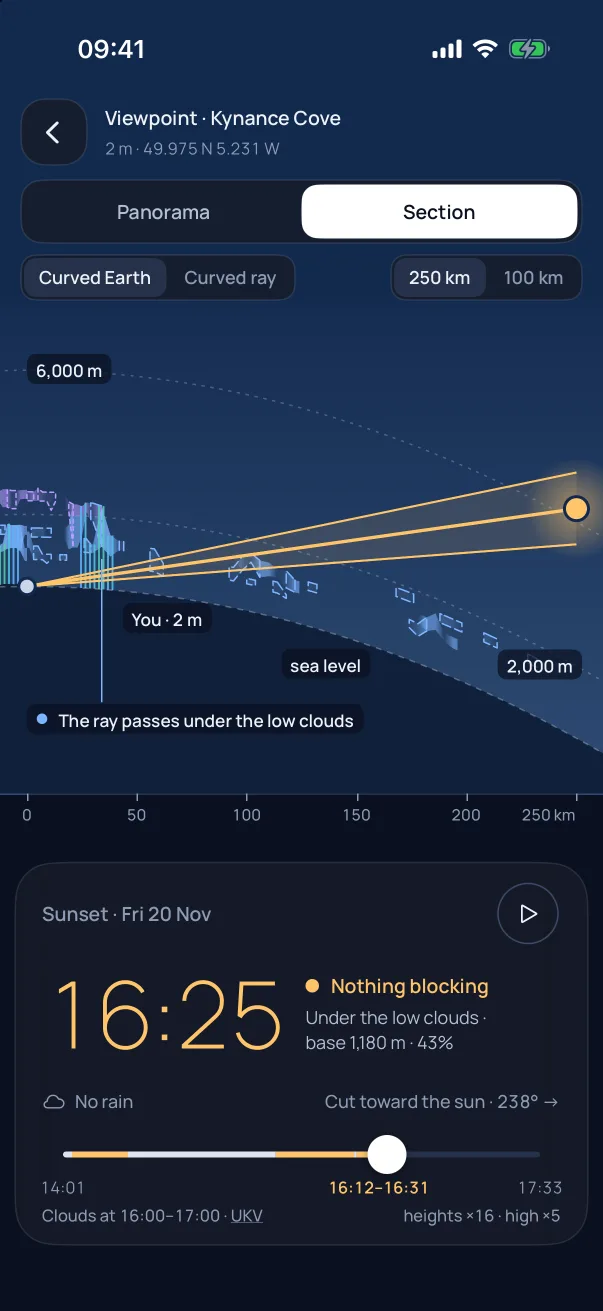 09:41
Viewpoint · Kynance Cove
2 m · 49.975 N 5.231 W
Panorama
Section
Curved Earth
Curved ray
250 km
100 km
6,000 m
You · 2 m
sea level
2,000 m
The ray passes under the low clouds
0
50
100
150
200
250 km
Sunset · Fri 20 Nov
16:25
Nothing blocking
Under the low clouds ·
base 1,180 m · 43%
No rain
Cut toward the sun · 238° →
14:01
16:12–16:31
17:33
Clouds at 16:00–17:00 · UKV
heights ×16 · high ×5